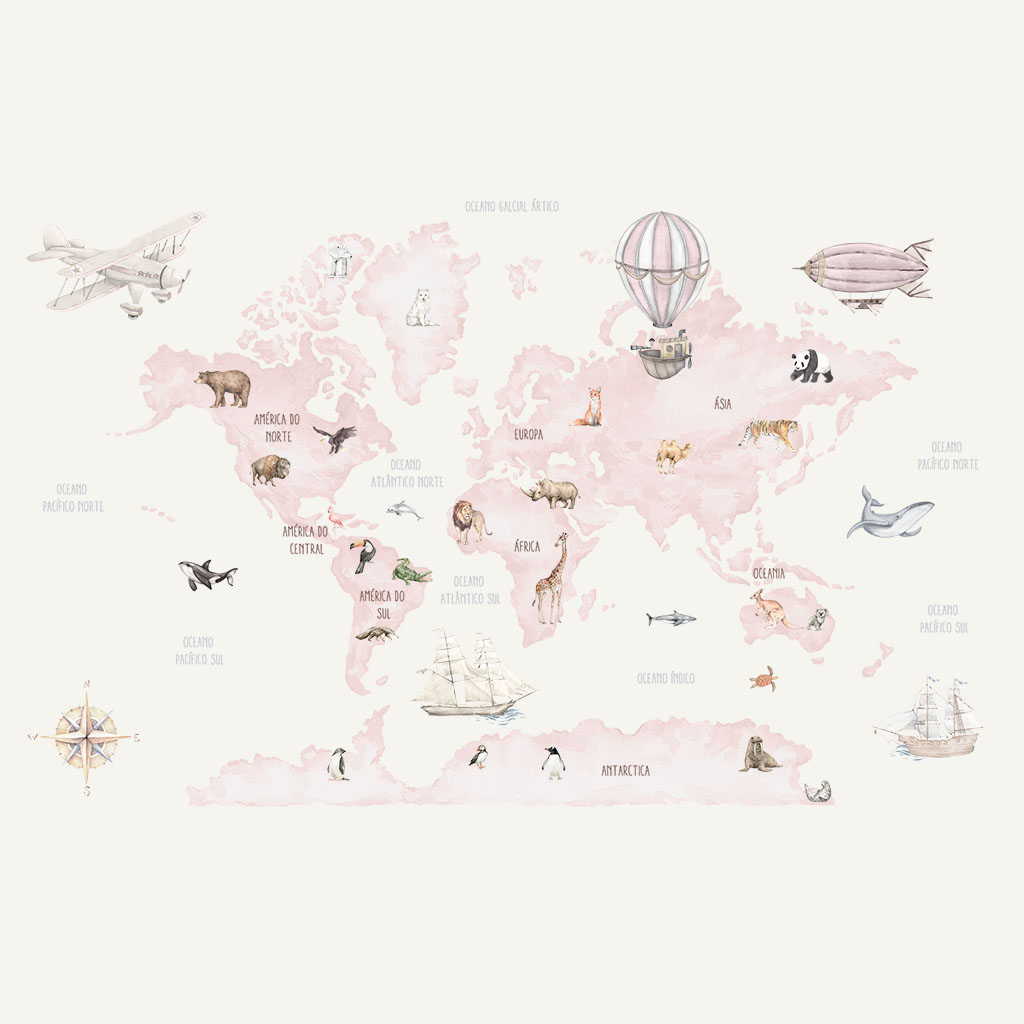 OCEANO GALCIAL ÁRTICO
ÁSIA
AMÉRICA DO
NORTE
EUROPA
OCEANO
PACÍFICO NORTE
OCEANO
ATLÂNTICO NORTE
OCEANO
PACÍFICO NORTE
AMÉRICA DO
CENTRAL
ÁFRICA
OCEANIA
OCEANO
ATLÂNTICO SUL
AMÉRICA DO
SUL
OCEANO
PACÍFICO SUL
OCEANO
PACÍFICO SUL
OCEANO ÍNDICO
N
W E
S
ANTARCTICA